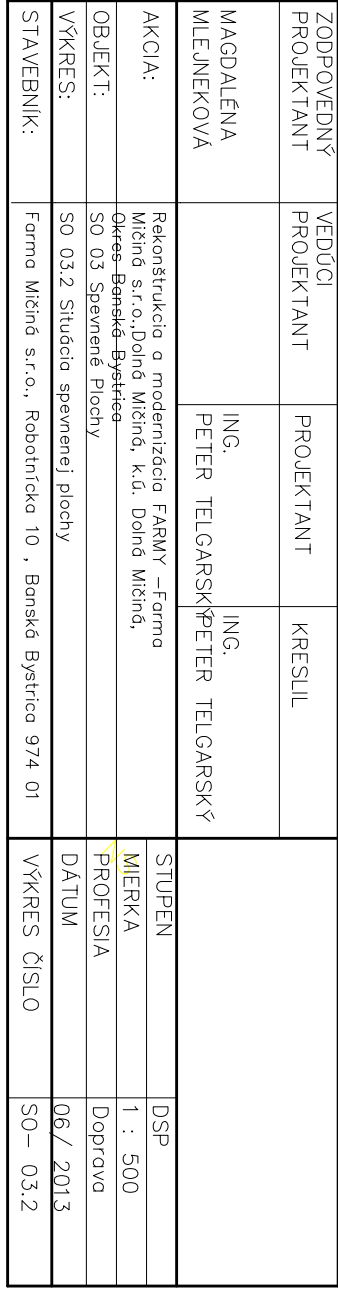 ZODPOVEDNÝ
PROJEKTANT
VEDÚCI
PROJEKTANT
PROJEKTANT
KRESLIL
MAGDALÉNA
MLEJNEKOVÁ
ING.
PETER TELGARSKÝ
ING.
PETER TELGARSKÝ
AKCIA:
Rekonštrukcia a modernizácia FARMY –Farma
Mičiná s.r.o.,Dolná Mičiná, k.ú. Dolná Mičiná,
Okres Banská Bystrica
OBJEKT:
SO 03 Spevnené Plochy
VÝKRES:
SO 03.2 Situácia spevnenej plochy
STAVEBNÍK:
Farma Mičiná s.r.o., Robotnícka 10 , Banská Bystrica 974 01
STUPEN
DSP
MIERKA
1 : 500
PROFESIA
Doprava
DÁTUM
06/ 2013
VÝKRES ČÍSLO
SO– 03.2